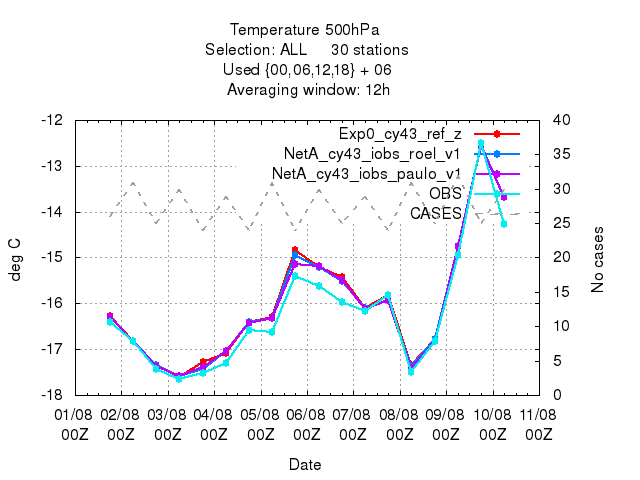 Temperature 500hPa
Selection: ALL 30 stations
Used {00,06,12,18} + 06
Averaging window: 12h
Exp0_cy43_ref_z
NetA_cy43_iobs_roel_v1
NetA_cy43_iobs_paulo_v1
OBS
CASES
-12
-13
-14
-15
-16
-17
-18
deg C
40
35
30
25
20
15
10
5
0
No cases
01/08 02/08 03/08 04/08 05/08 06/08 07/08 08/08 09/08 10/08 11/08
00Z 00Z 00Z 00Z 00Z 00Z 00Z 00Z 00Z 00Z 00Z
Date